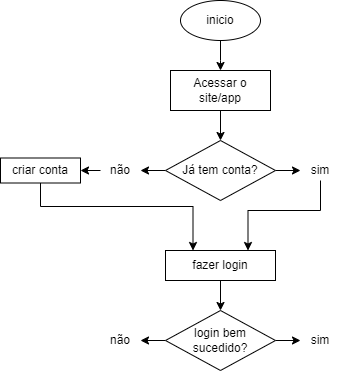 inicio
Acessar o
site/app
criar conta
não
Já tem conta?
sim
fazer login
não
login bem
sucedido?
sim